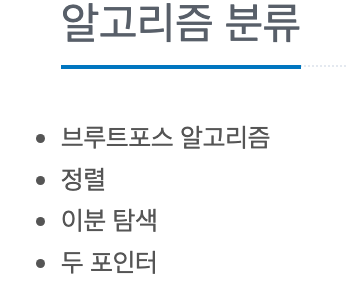 알고리즘 분류
브루트포스 알고리즘
정렬
이분 탐색
두 포인터